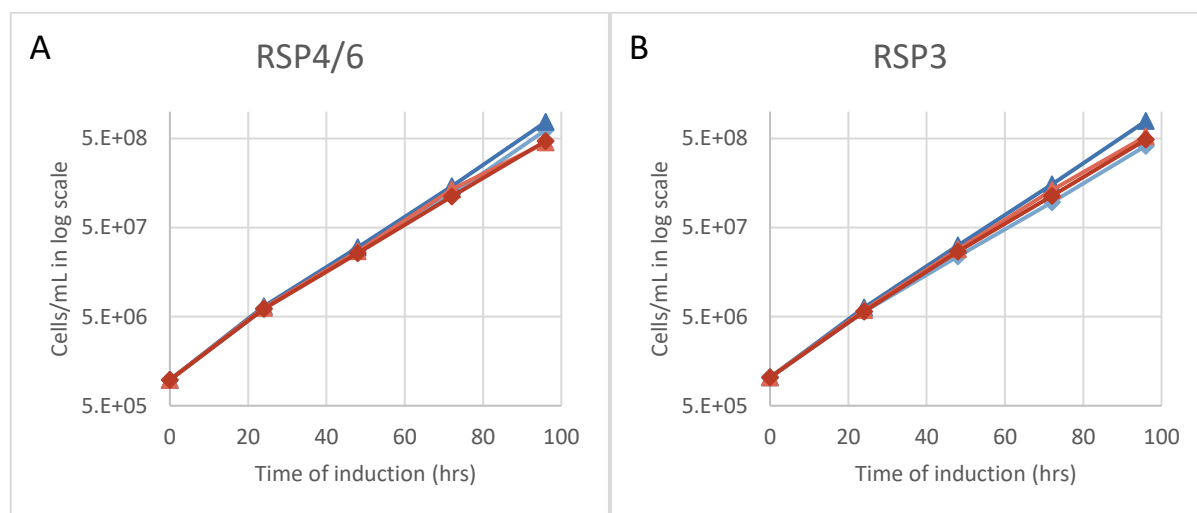 A
RSP4/6
Cells/mL in log scale
5.E+08
5.E+07
5.E+06
5.E+05
0 20 40 60 80 100
Time of induction (hrs)
B
RSP3
Cells/mL in log scale
5.E+08
5.E+07
5.E+06
5.E+05
0 20 40 60 80 100
Time of induction (hrs)